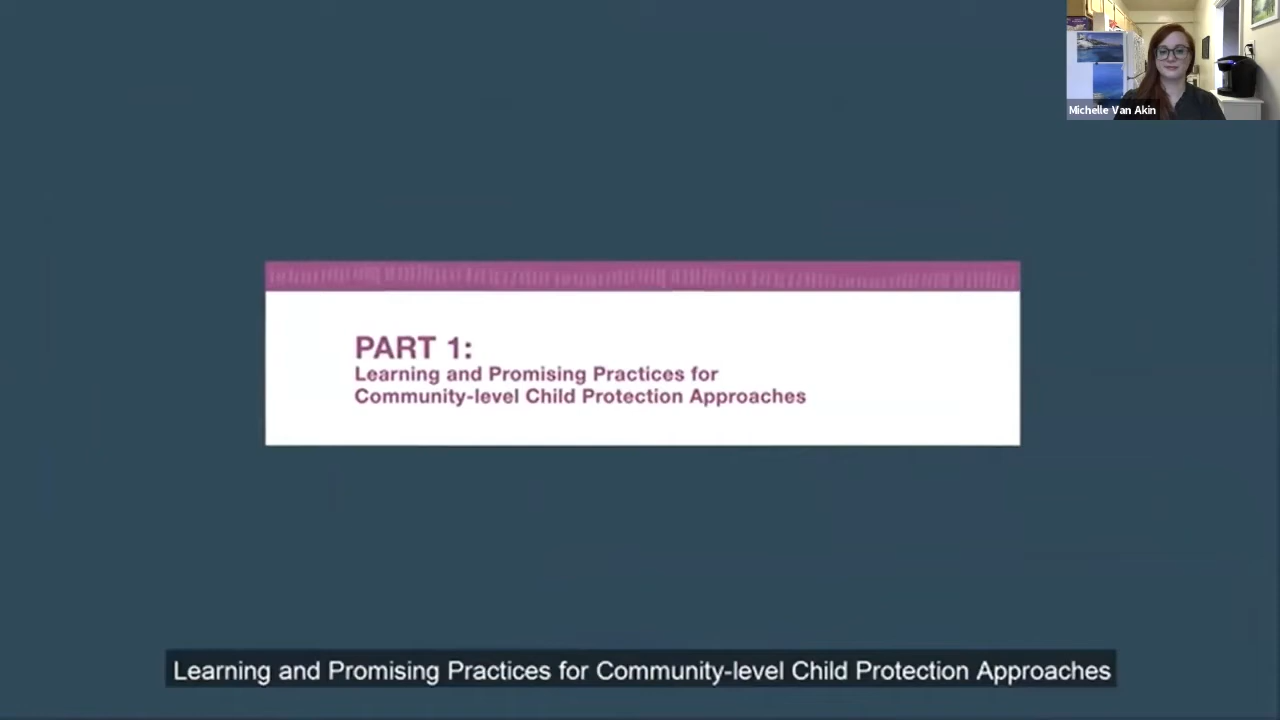 Michelle Van Akin
PART 1:
Learning and Promising Practices for
Community-level Child Protection Approaches
Learning and Promising Practices for Community-level Child Protection Approaches